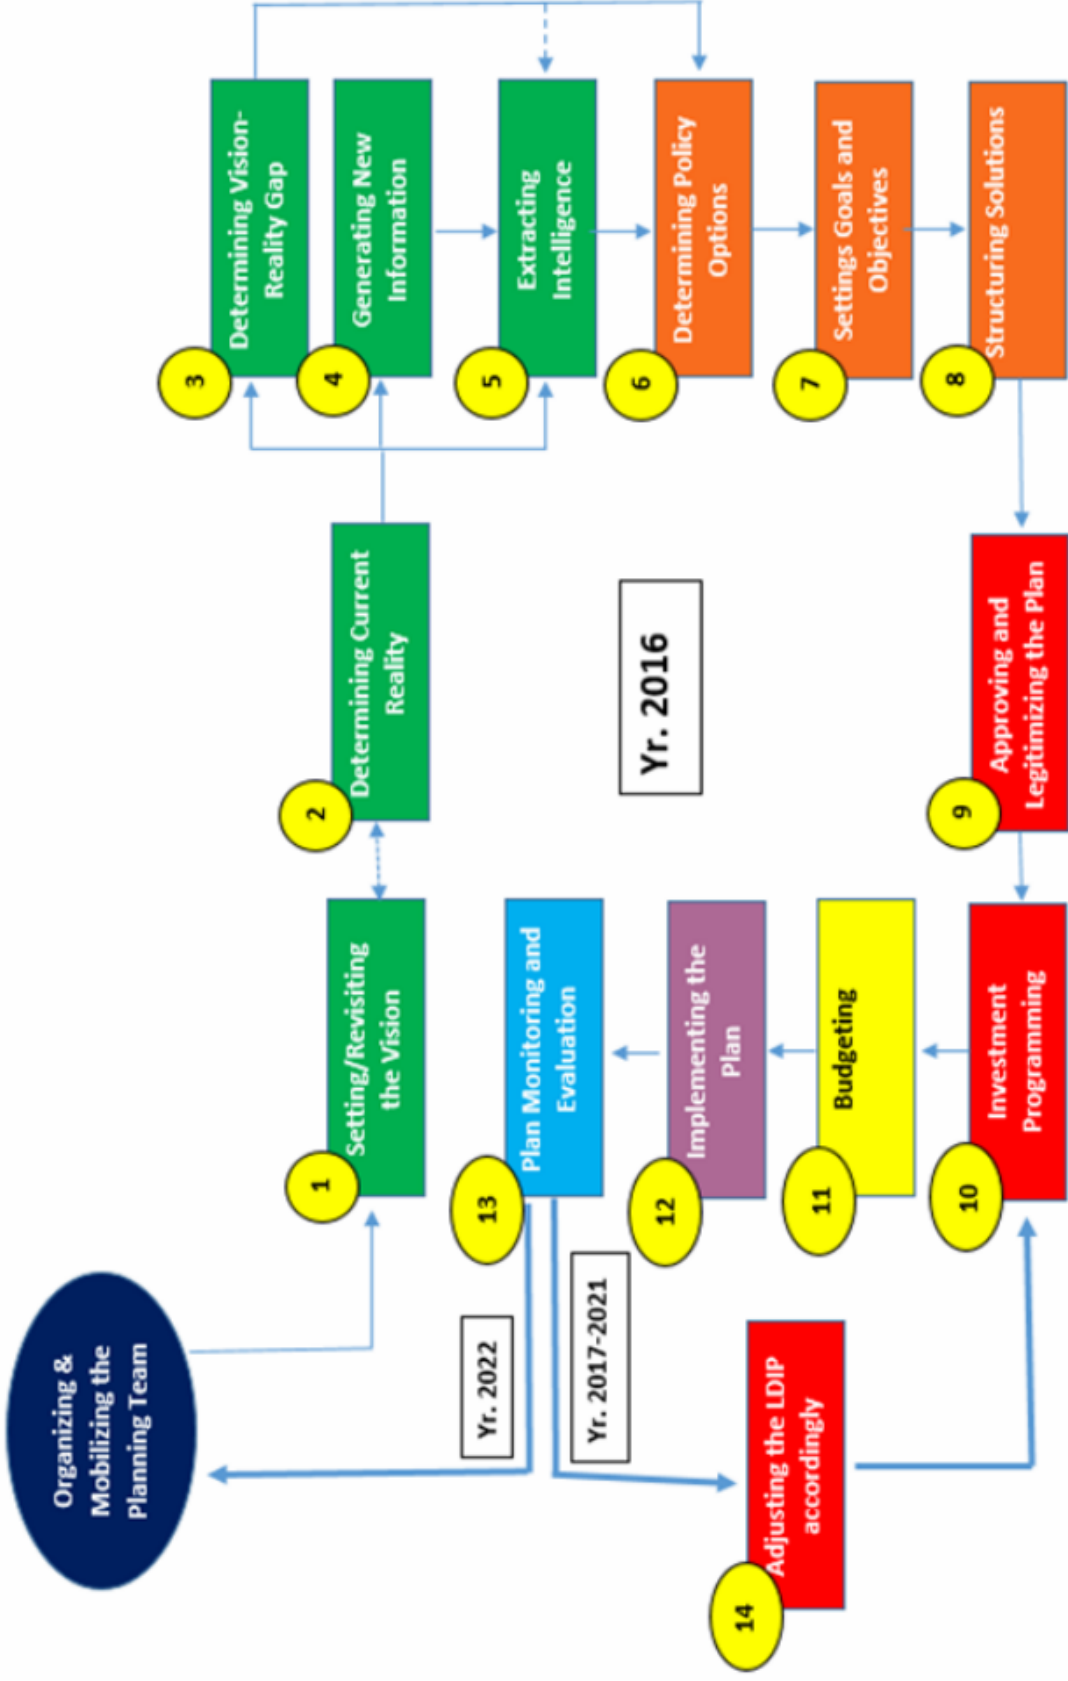 Organizing &
Mobilizing the
Planning Team
1
Setting/Revisiting
the Vision
2
Determining Current
Reality
3
Determining Vision-
Reality Gap
4
Generating New
Information
5
Extracting
Intelligence
6
Determining Policy
Options
7
Settings Goals and
Objectives
8
Structuring Solutions
9
Approving and
Legitimizing the Plan
10
Investment
Programming
11
Budgeting
12
Implementing the
Plan
13
Plan Monitoring and
Evaluation
14
Adjusting the LDIP
accordingly
Yr. 2022
Yr. 2017-2021
Yr. 2016